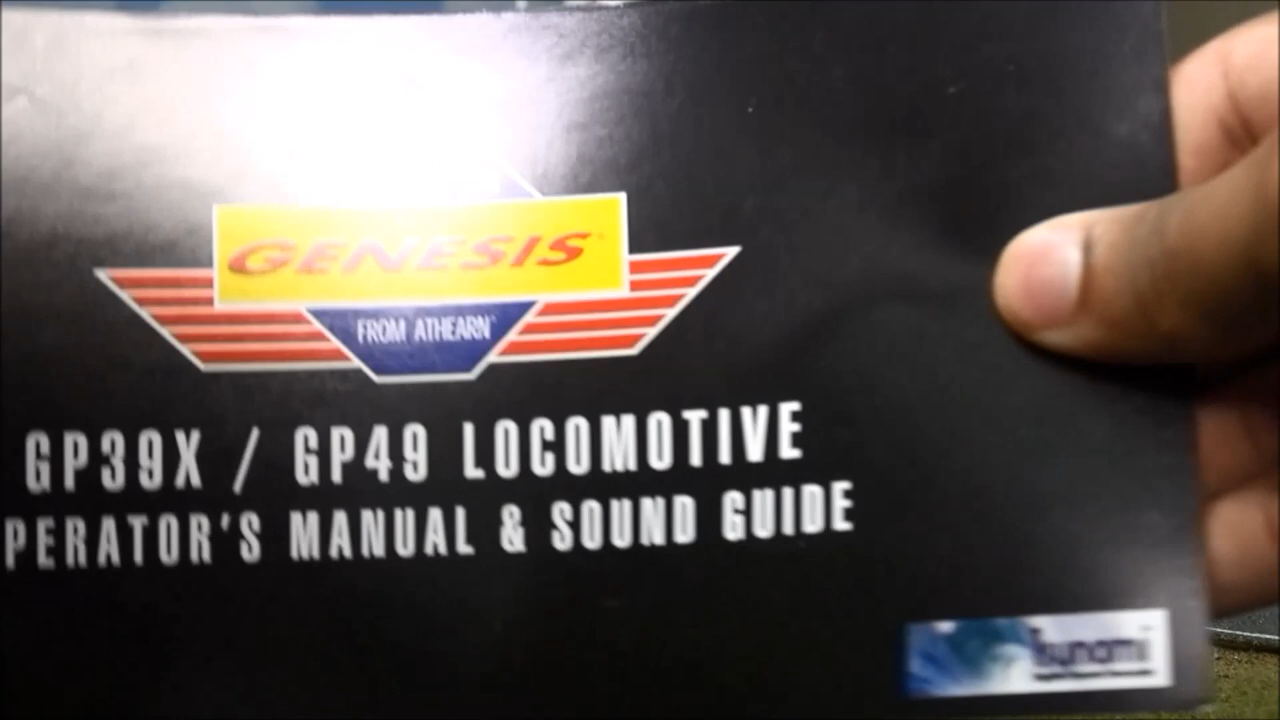 GENESIS
FROM ATHEARN
GP39X / GP49 LOCOMOTIVE
PERATOR'S MANUAL & SOUND GUIDE
Tsunami